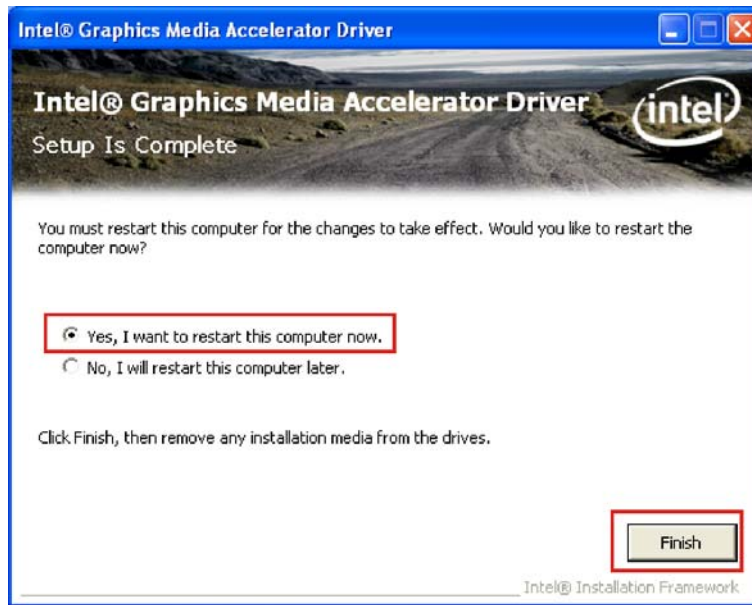 Intel® Graphics Media Accelerator Driver
Intel® Graphics Media Accelerator Driver
intel
Setup Is Complete
You must restart this computer for the changes to take effect. Would you like to restart the
computer now?
Yes, I want to restart this computer now.
No, I will restart this computer later.
Click Finish, then remove any installation media from the drives.
Finish
Intel® Installation Framework